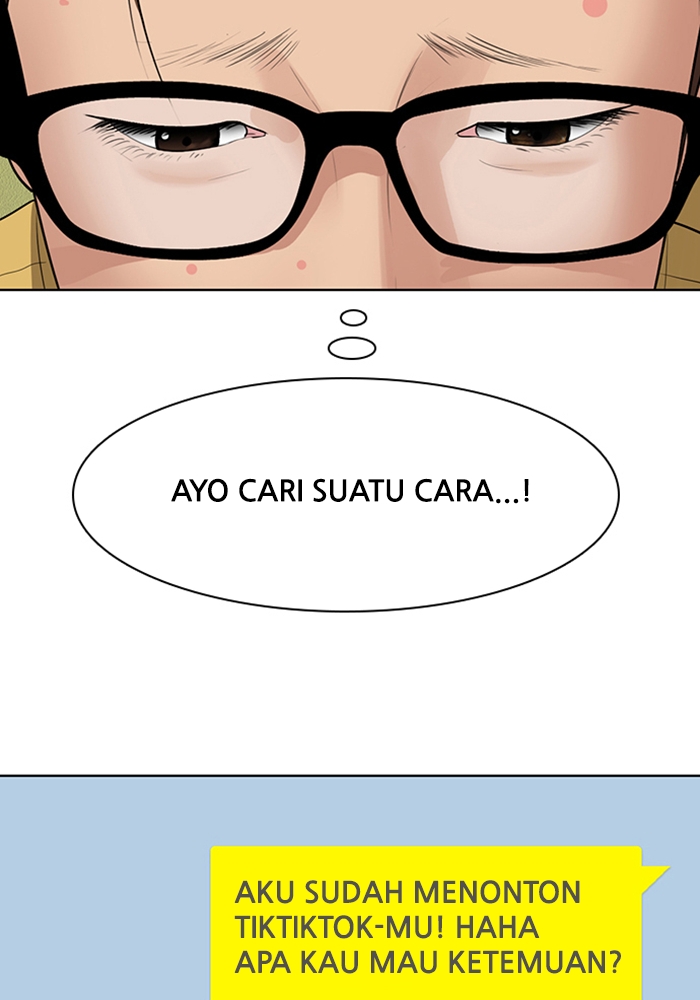 AYO CARI SUATU CARA...!
AKU SUDAH MENONTON
TIKTIKTOK-MU! HAHA
APA KAU MAU KETEMUAN?